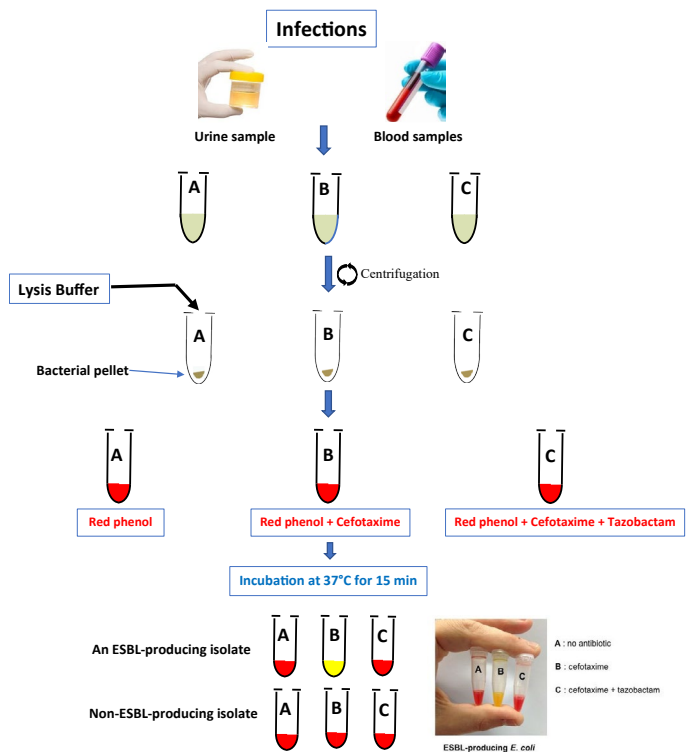 Infections
Urine sample
Blood samples
A
B
C
Centrifugation
Lysis Buffer
A
B
C
Bacterial pellet
A
B
C
Red phenol
Red phenol + Cefotaxime
Red phenol + Cefotaxime + Tazobactam
Incubation at 37°C for 15 min
An ESBL-producing isolate
A
B
C
Non-ESBL-producing isolate
A
B
C
A
B
C
A : no antibiotic
B : cefotaxime
C : cefotaxime + tazobactam
ESBL-producing E. coli